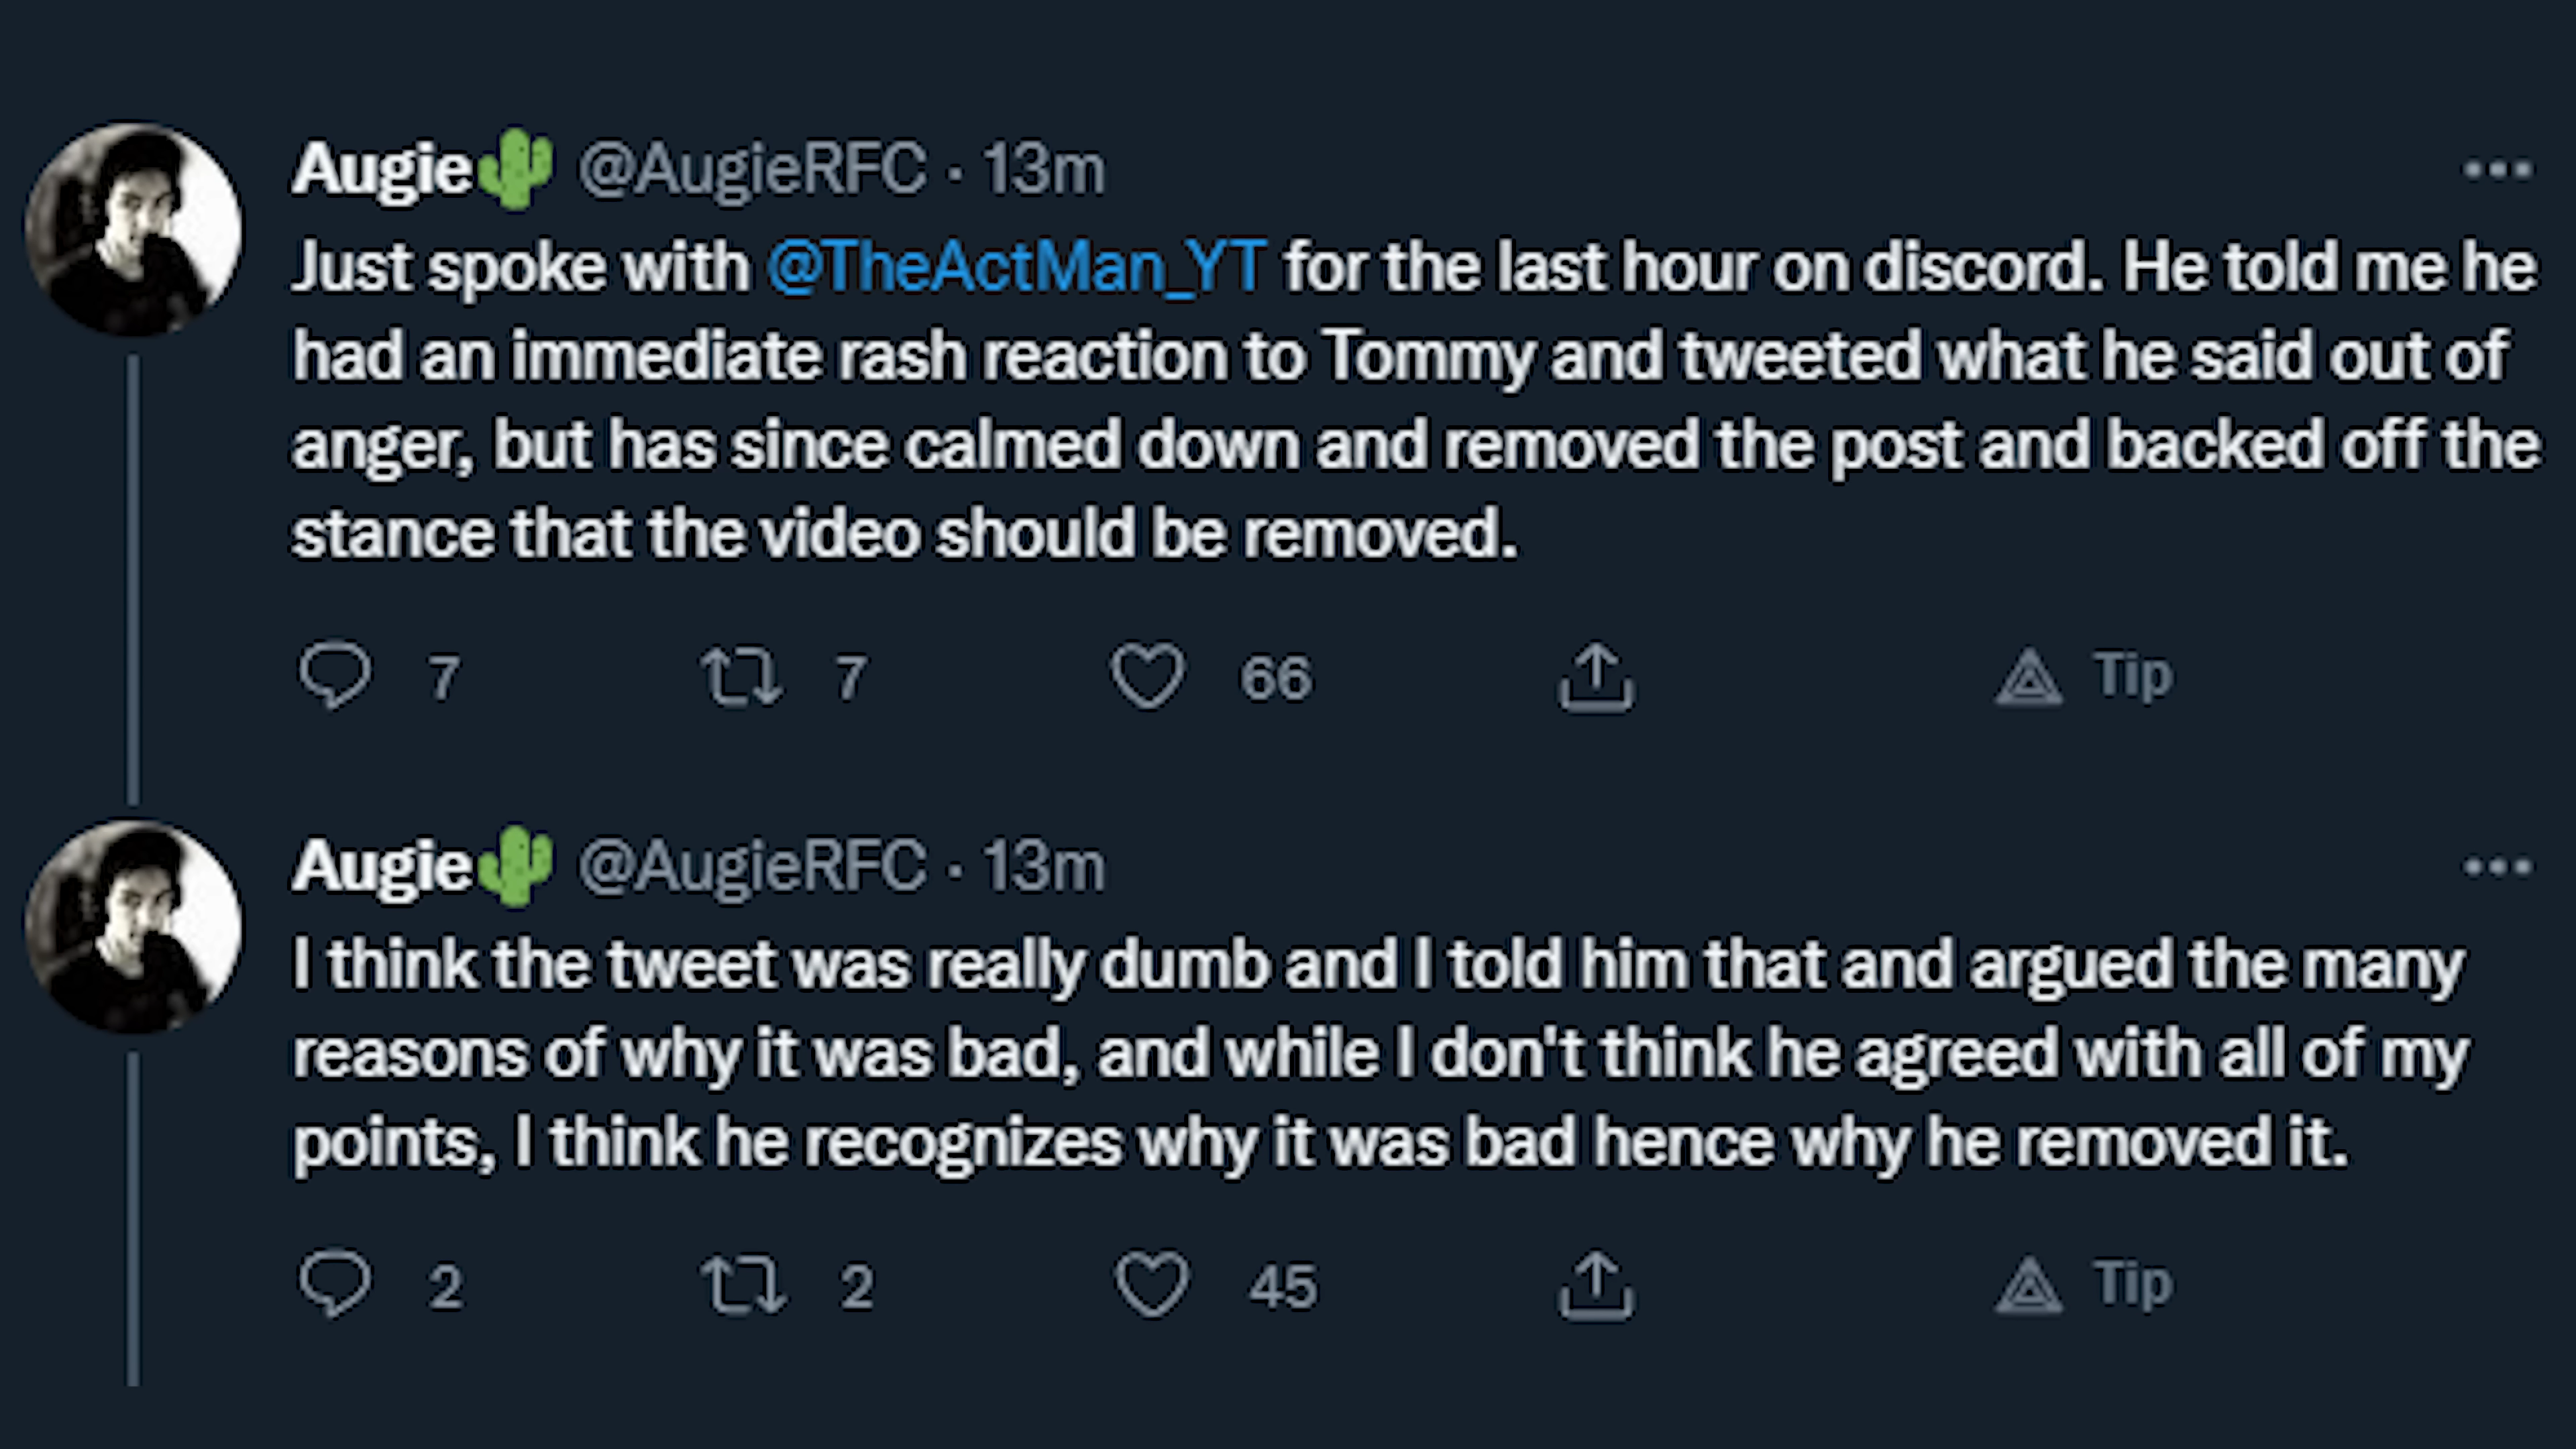 Augie🌵 @AugieRFC · 13m
Just spoke with @TheActMan_YT for the last hour on discord. He told me he
had an immediate rash reaction to Tommy and tweeted what he said out of
anger, but has since calmed down and removed the post and backed off the
stance that the video should be removed.
7 7 66 Tip
Augie🌵 @AugieRFC · 13m
I think the tweet was really dumb and I told him that and argued the many
reasons of why it was bad, and while I don't think he agreed with all of my
points, I think he recognizes why it was bad hence why he removed it.
2 2 45 Tip